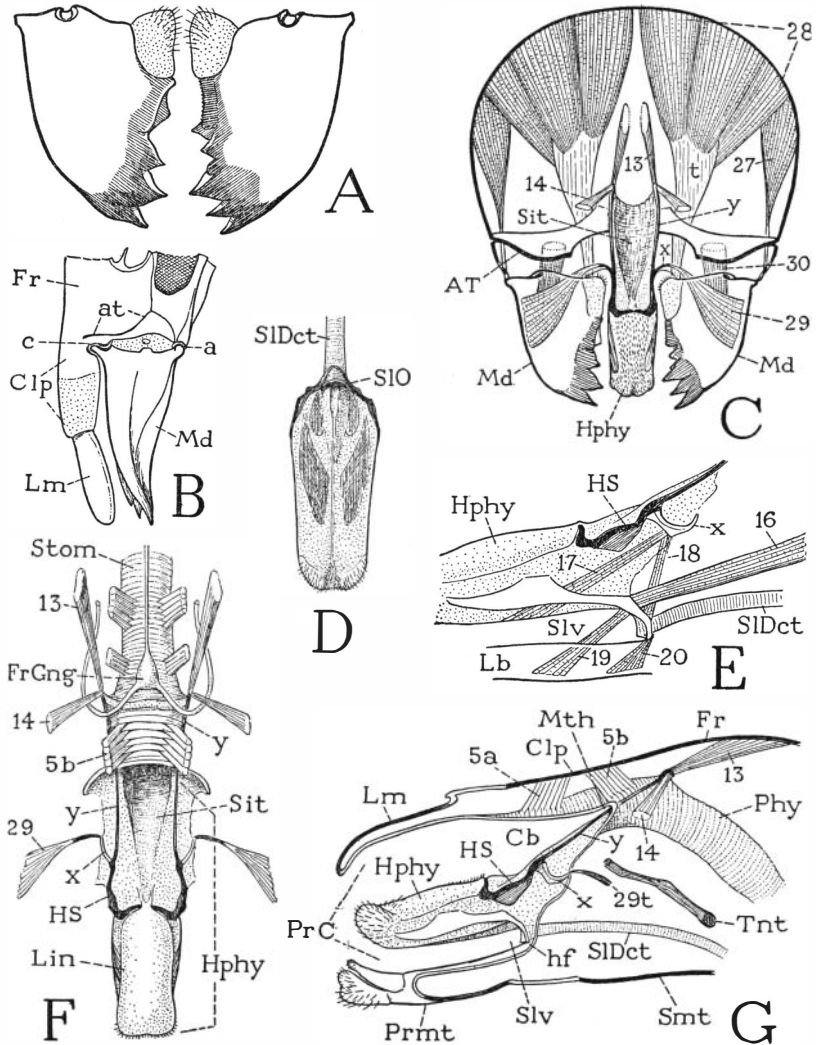 A
28
13
t
27
14
Sit
y
x
AT
30
29
Md
Md
Hphy
C
Fr
at
c
a
Clp
Md
Lm
B
SlDct
SlO
D
Hphy
HS
x
16
17
18
Slv
SlDct
Lb
19
20
E
Stom
13
FrGng
14
y
5b
y
Sit
29
x
HS
Lin
Hphy
F
Mth
Fr
Clp
5b
5a
13
Lm
Phy
Cb
y
14
HS
Hphy
x
29t
PrC
Tnt
SlDct
hf
Slv
Prmt
Smt
G